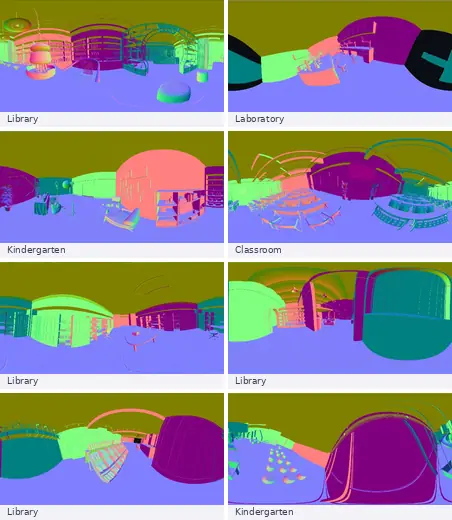 Library
Laboratory
Kindergarten
Classroom
Library
Library
Library
Kindergarten